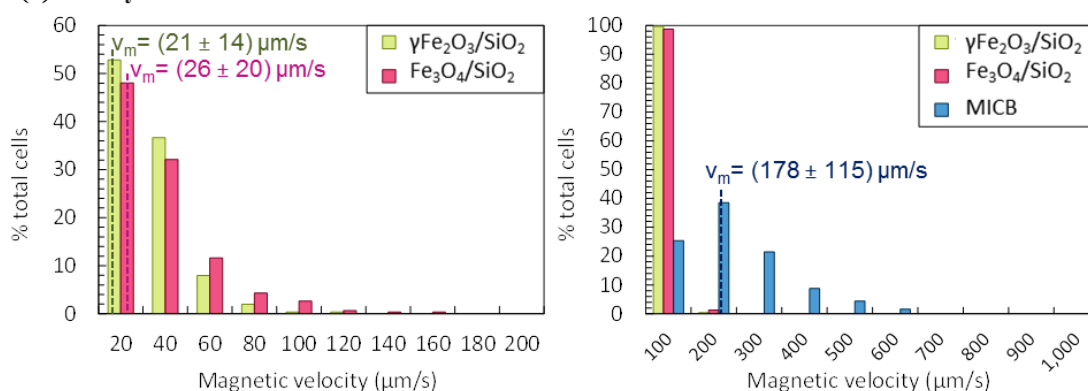 60
50
40
30
20
10
0
% total cells
vₘ= (21 ± 14) µm/s
vₘ= (26 ± 20) µm/s
γFe₂O₃/SiO₂
Fe₃O₄/SiO₂
20 40 60 80 100 120 140 160 180 200
Magnetic velocity (µm/s)
100
90
80
70
60
50
40
30
20
10
0
% total cells
γFe₂O₃/SiO₂
Fe₃O₄/SiO₂
MICB
vₘ= (178 ± 115) µm/s
100 200 300 400 500 600 700 800 900 1,000
Magnetic velocity (µm/s)